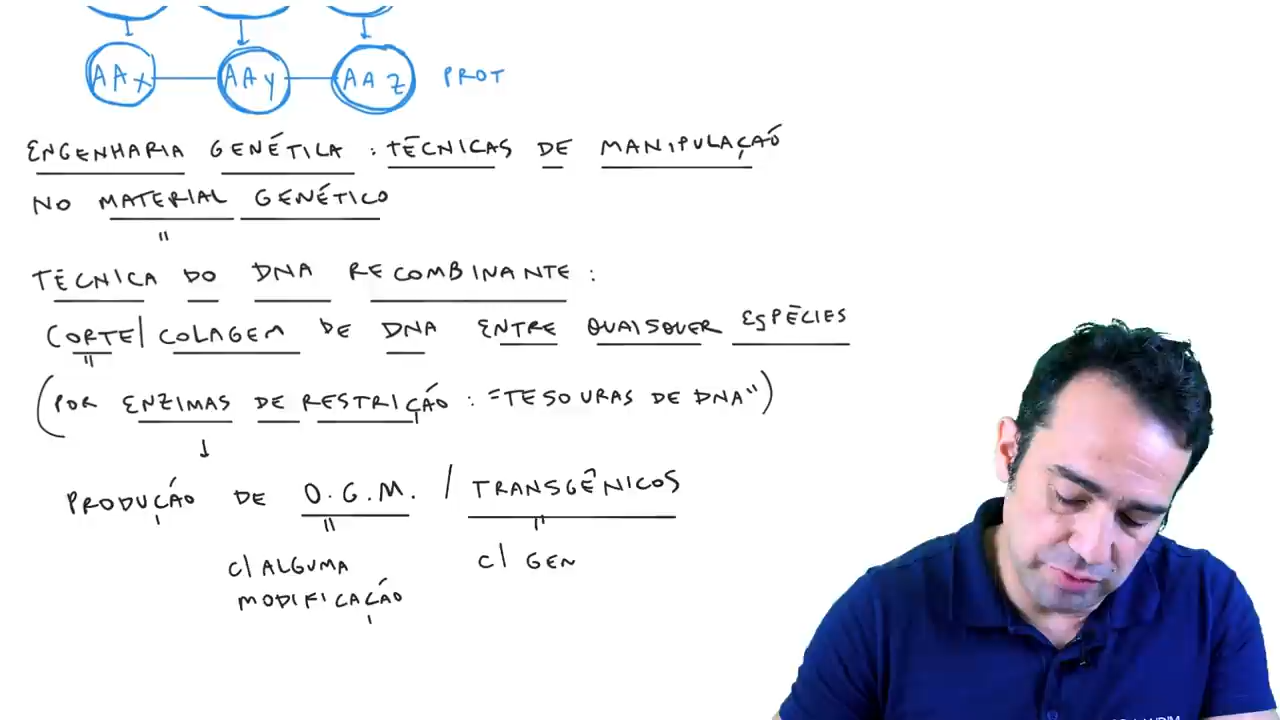 AAX AAY AAZ PROT
ENGENHARIA GENÉTICA : TÉCNICAS DE MANIPULAÇÃO
NO MATERIAL GENÉTICO
TÉCNICA DO DNA RECOMBINANTE :
CORTE/COLAGEM DE DNA ENTRE QUAISQUER ESPÉCIES
(POR ENZIMAS DE RESTRIÇÃO : "TESOURAS DE DNA")
PRODUÇÃO DE O.G.M. / TRANSGÊNICOS
C/ ALGUMA C/ GEN
MODIFICAÇÃO